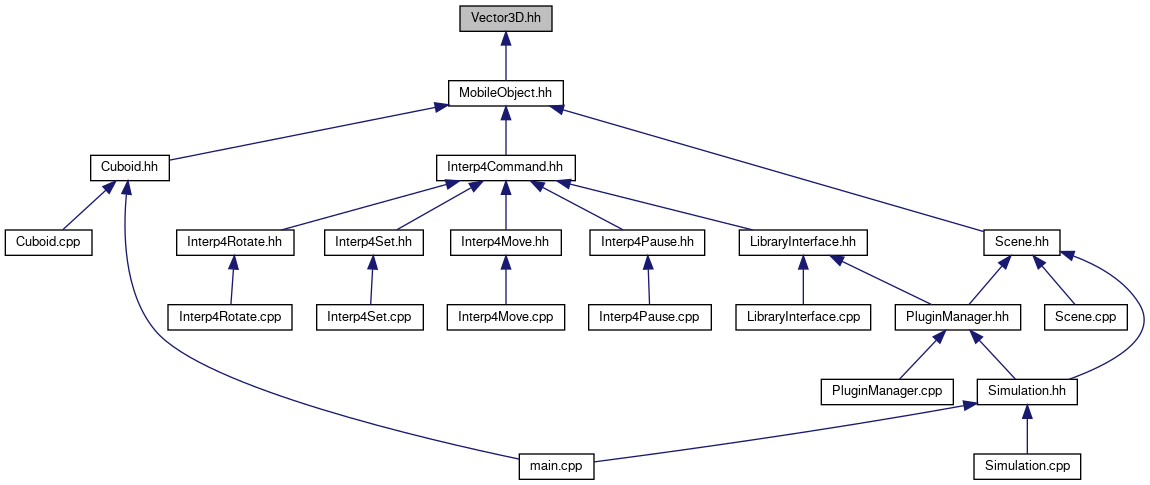 Vector3D.hh
MobileObject.hh
Cuboid.hh
Interp4Command.hh
Cuboid.cpp
Interp4Rotate.hh
Interp4Set.hh
Interp4Move.hh
Interp4Pause.hh
LibraryInterface.hh
Scene.hh
Interp4Rotate.cpp
Interp4Set.cpp
Interp4Move.cpp
Interp4Pause.cpp
LibraryInterface.cpp
PluginManager.hh
Scene.cpp
PluginManager.cpp
Simulation.hh
main.cpp
Simulation.cpp